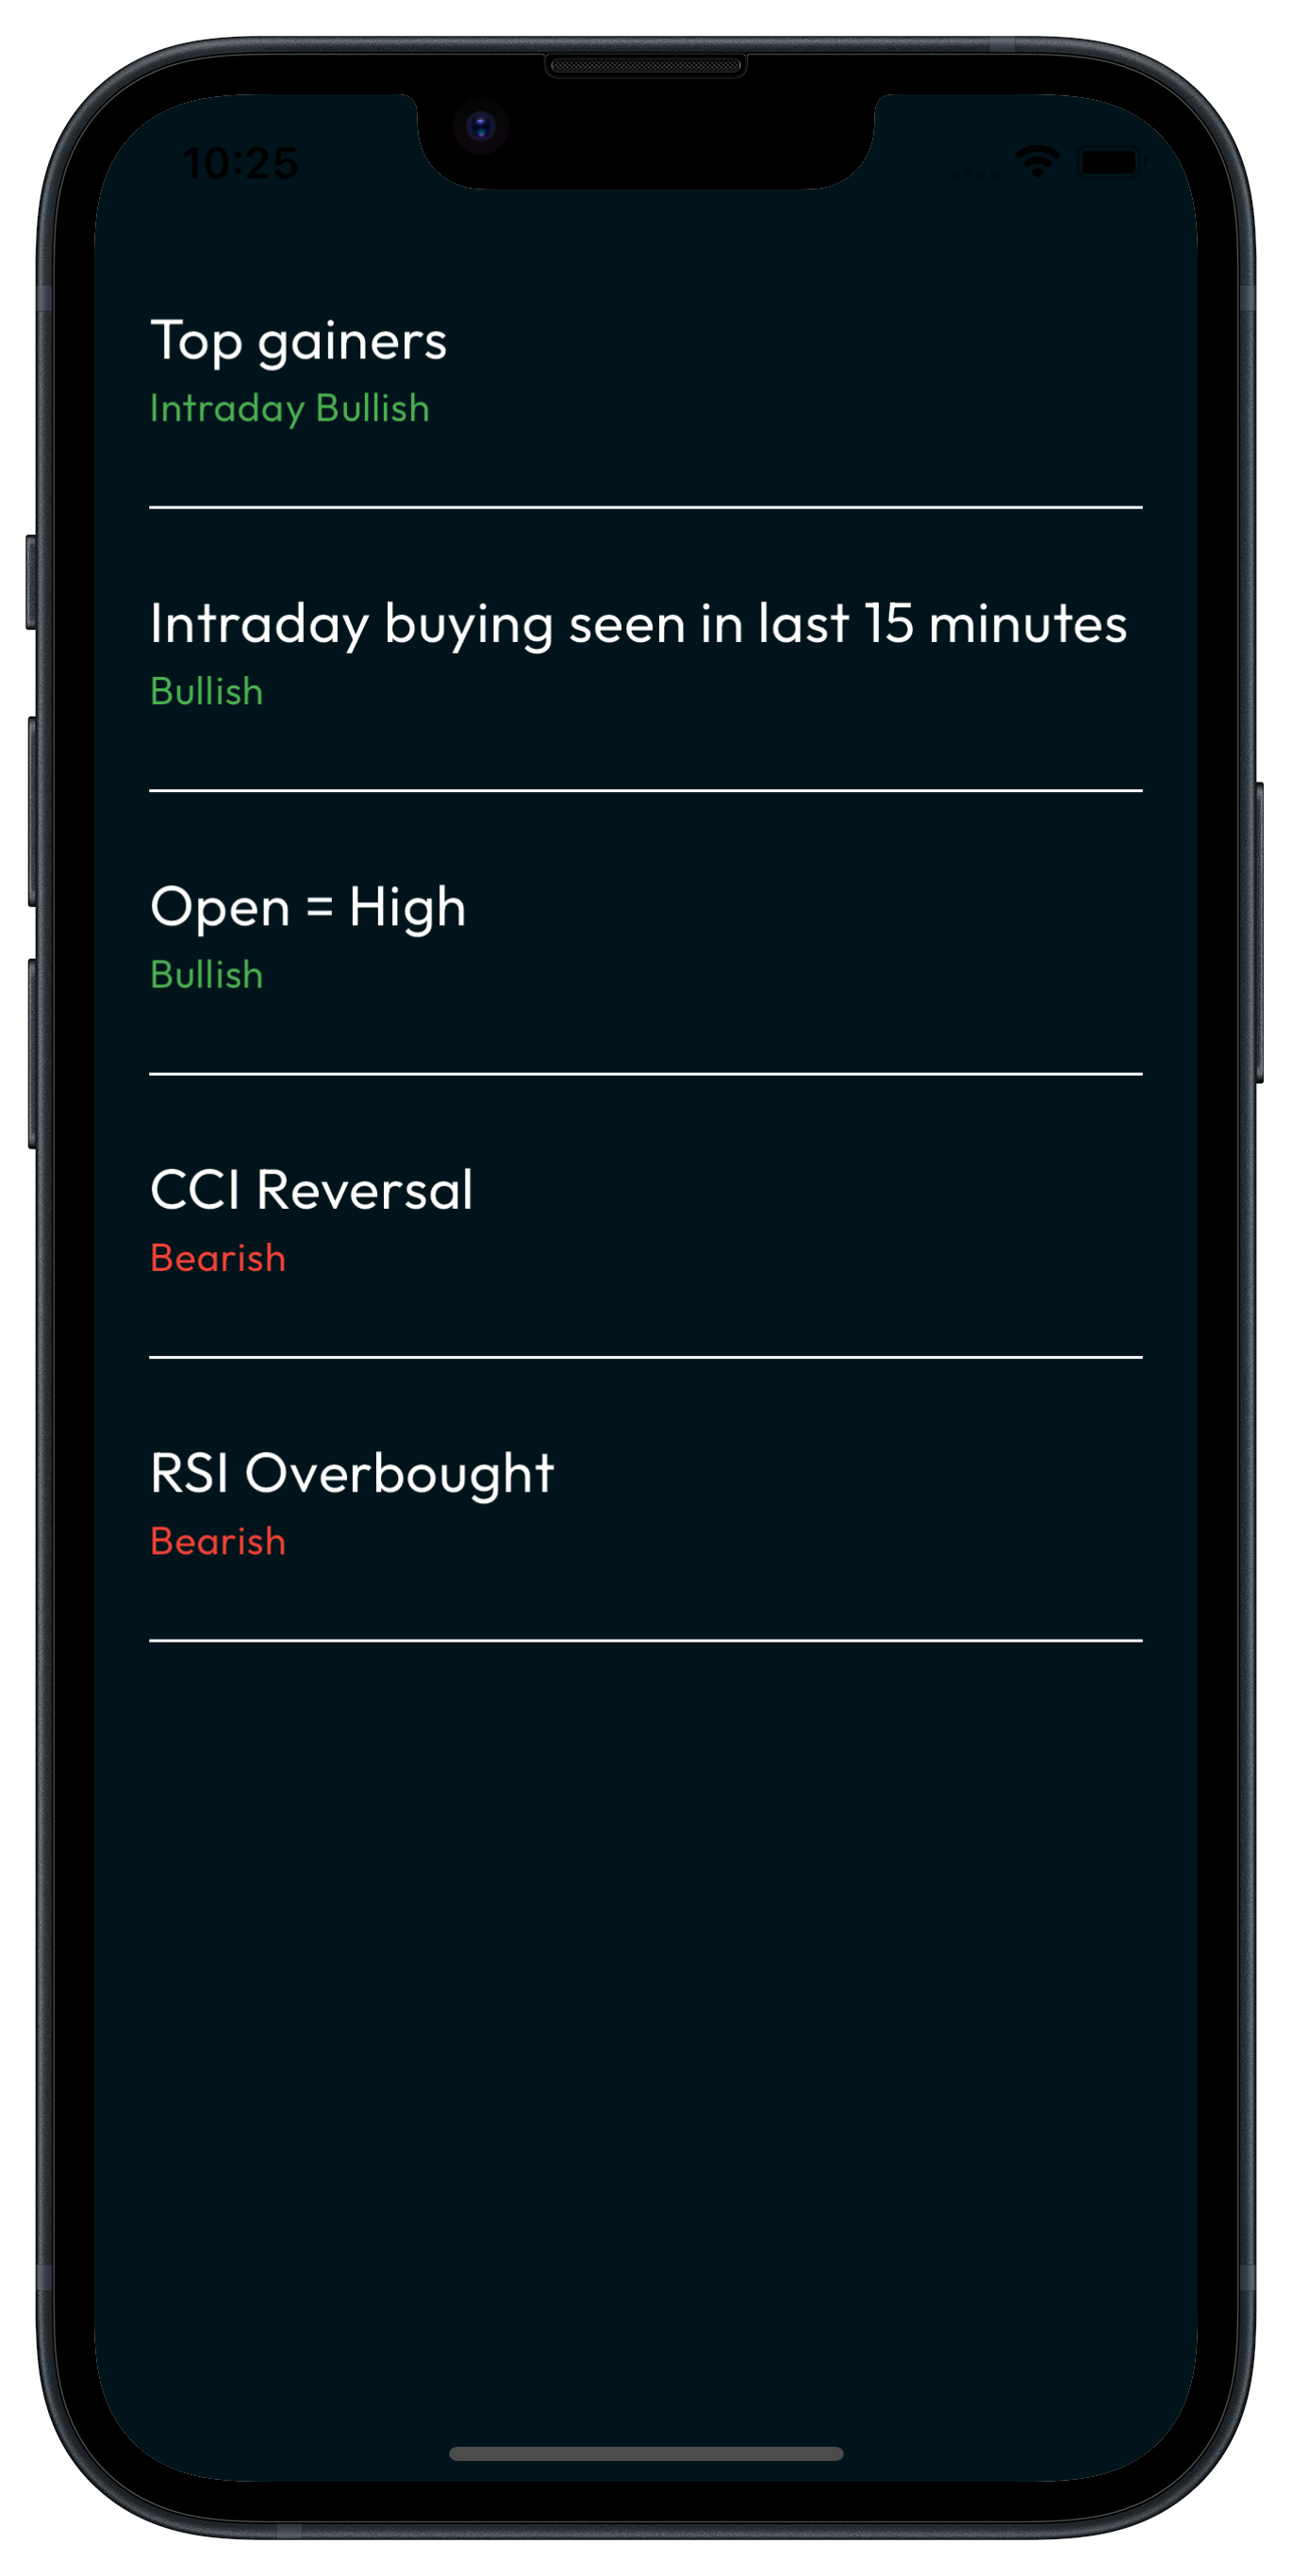 10:25
Top gainers
Intraday Bullish
Intraday buying seen in last 15 minutes
Bullish
Open = High
Bullish
CCI Reversal
Bearish
RSI Overbought
Bearish